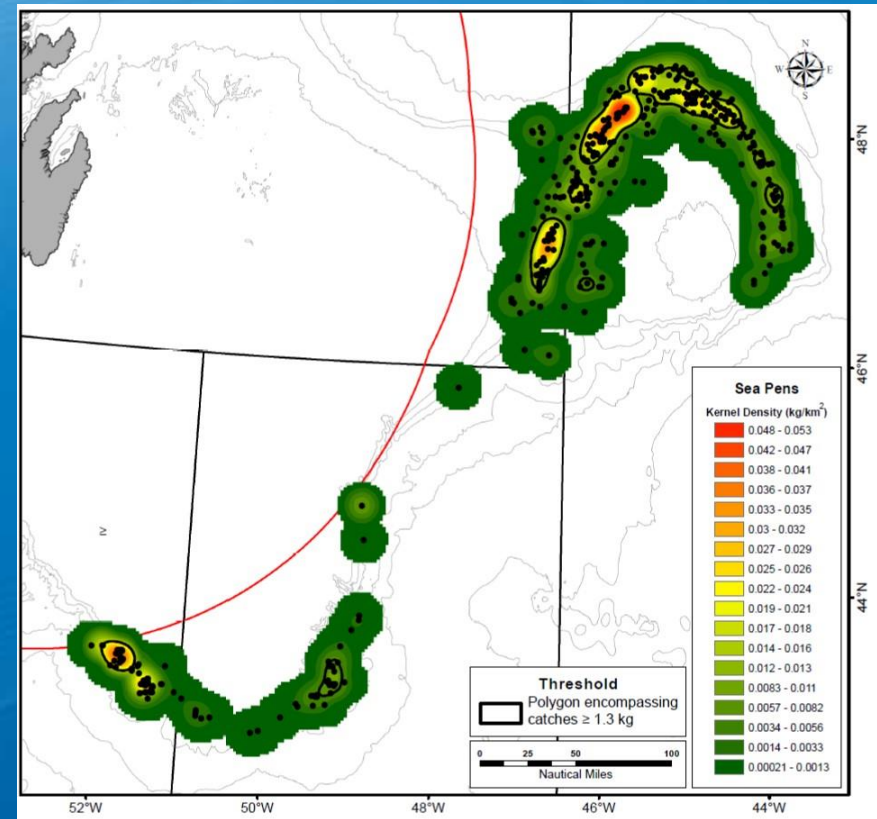 N
W E
S
48°N
46°N
44°N
≥
Sea Pens
Kernel Density (kg/km²)
0.048 - 0.053
0.042 - 0.047
0.038 - 0.041
0.036 - 0.037
0.033 - 0.035
0.03 - 0.032
0.027 - 0.029
0.025 - 0.026
0.022 - 0.024
0.019 - 0.021
0.017 - 0.018
0.014 - 0.016
0.012 - 0.013
0.0083 - 0.011
0.0057 - 0.0082
0.0034 - 0.0056
0.0014 - 0.0033
0.00021 - 0.0013
Threshold
Polygon encompassing
catches ≥ 1.3 kg
0 25 50 100
Nautical Miles
52°W 50°W 48°W 46°W 44°W